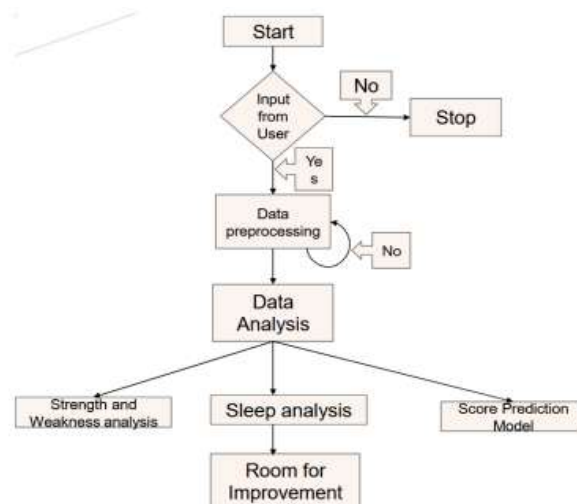 Start
No
Input
from
User
Stop
Ye
s
Data
preprocessing
No
Data
Analysis
Strength and
Weakness analysis
Sleep analysis
Score Prediction
Model
Room for
Improvement